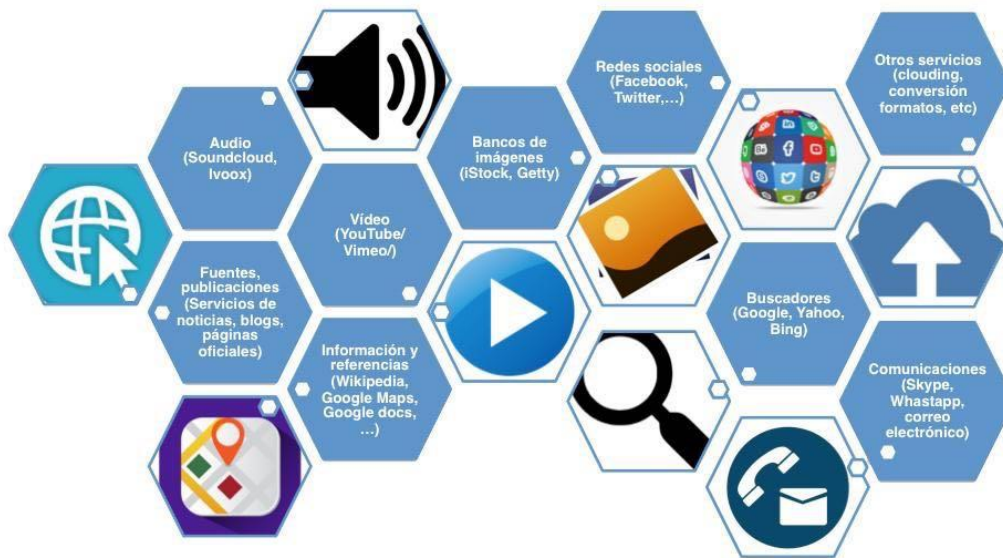 Audio
(Soundcloud,
Ivoox)
Fuentes,
publicaciones
(Servicios de
noticias, blogs,
páginas
oficiales)
Vídeo
(YouTube/
Vimeo/)
Información y
referencias
(Wikipedia,
Google Maps,
Google docs,
…)
Bancos de
imágenes
(iStock, Getty)
Redes sociales
(Facebook,
Twitter,…)
Buscadores
(Google, Yahoo,
Bing)
Otros servicios
(clouding,
conversión
formatos, etc)
Comunicaciones
(Skype,
Whastapp,
correo
electrónico)